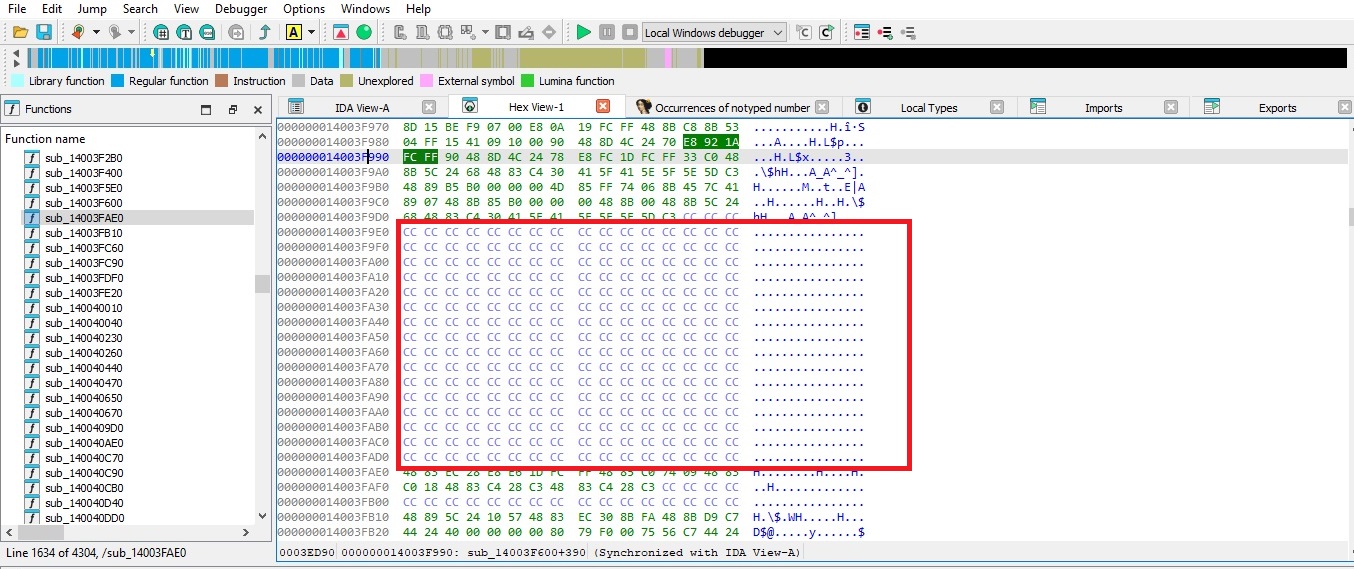 File Edit Jump Search View Debugger Options Windows Help
Local Windows debugger
Library function Regular function Instruction Data Unexplored External symbol Lumina function
Functions
IDA View-A Hex View-1 Occurrences of notyped number Local Types Imports Exports
Function name
sub_14003F2B0
sub_14003F400
sub_14003F5E0
sub_14003F600
sub_14003FAE0
sub_14003FB10
sub_14003FC60
sub_14003FC90
sub_14003FDF0
sub_14003FE20
sub_140040010
sub_140040040
sub_140040230
sub_140040260
sub_140040440
sub_140040470
sub_140040650
sub_140040670
sub_1400409D0
sub_140040AE0
sub_140040C70
sub_140040C90
sub_140040CB0
sub_140040D40
sub_140040DD0
Line 1634 of 4304, /sub_14003FAE0
000000014003F970 8D 15 BE F9 07 00 E8 0A 19 FC FF 48 8B C8 8B 53 ...........H.î·S
000000014003F980 04 FF 15 41 09 10 00 90 48 8D 4C 24 70 E8 92 1A ...A....H.L$p...
000000014003F990 FC FF 90 48 8D 4C 24 78 E8 FC 1D FC FF 33 C0 48 ...H.L$x.....3..
000000014003F9A0 8B 5C 24 68 48 83 C4 30 41 5F 41 5E 5F 5E 5D C3 .\$hH...A_A^_^].
000000014003F9B0 48 89 B5 B0 00 00 00 4D 85 FF 74 06 8B 45 7C 41 H......M..t..E|A
000000014003F9C0 89 07 48 8B 85 B0 00 00 00 48 8B 00 48 8B 5C 24 ..H......H..H.\$
000000014003F9D0 68 48 83 C4 30 41 5F 41 5E 5F 5E 5D C3 CC CC CC hH...A_A^_^]
000000014003F9E0 CC CC CC CC CC CC CC CC CC CC CC CC CC CC CC CC ................
000000014003F9F0 CC CC CC CC CC CC CC CC CC CC CC CC CC CC CC CC ................
000000014003FA00 CC CC CC CC CC CC CC CC CC CC CC CC CC CC CC CC ................
000000014003FA10 CC CC CC CC CC CC CC CC CC CC CC CC CC CC CC CC ................
000000014003FA20 CC CC CC CC CC CC CC CC CC CC CC CC CC CC CC CC ................
000000014003FA30 CC CC CC CC CC CC CC CC CC CC CC CC CC CC CC CC ................
000000014003FA40 CC CC CC CC CC CC CC CC CC CC CC CC CC CC CC CC ................
000000014003FA50 CC CC CC CC CC CC CC CC CC CC CC CC CC CC CC CC ................
000000014003FA60 CC CC CC CC CC CC CC CC CC CC CC CC CC CC CC CC ................
000000014003FA70 CC CC CC CC CC CC CC CC CC CC CC CC CC CC CC CC ................
000000014003FA80 CC CC CC CC CC CC CC CC CC CC CC CC CC CC CC CC ................
000000014003FA90 CC CC CC CC CC CC CC CC CC CC CC CC CC CC CC CC ................
000000014003FAA0 CC CC CC CC CC CC CC CC CC CC CC CC CC CC CC CC ................
000000014003FAB0 CC CC CC CC CC CC CC CC CC CC CC CC CC CC CC CC ................
000000014003FAC0 CC CC CC CC CC CC CC CC CC CC CC CC CC CC CC CC ................
000000014003FAD0 CC CC CC CC CC CC CC CC CC CC CC CC CC CC CC CC ................
000000014003FAE0 48 83 EC 28 E8 E0 1D FC FF 48 85 C0 74 09 48 83 H........H....H.
000000014003FAF0 C0 18 48 83 C4 28 C3 48 83 C4 28 C3 CC CC CC CC ..H.............
000000014003FB00 CC CC CC CC CC CC CC CC CC CC CC CC CC CC CC CC ................
000000014003FB10 48 89 5C 24 10 57 48 83 EC 30 8B FA 48 8B D9 C7 H.\$.WH...H...
000000014003FB20 44 24 40 00 00 00 00 80 79 F0 00 75 56 C7 44 24 D$@.....y......$
0003ED90 000000014003F990: sub_14003F600+390 (Synchronized with IDA View-A)